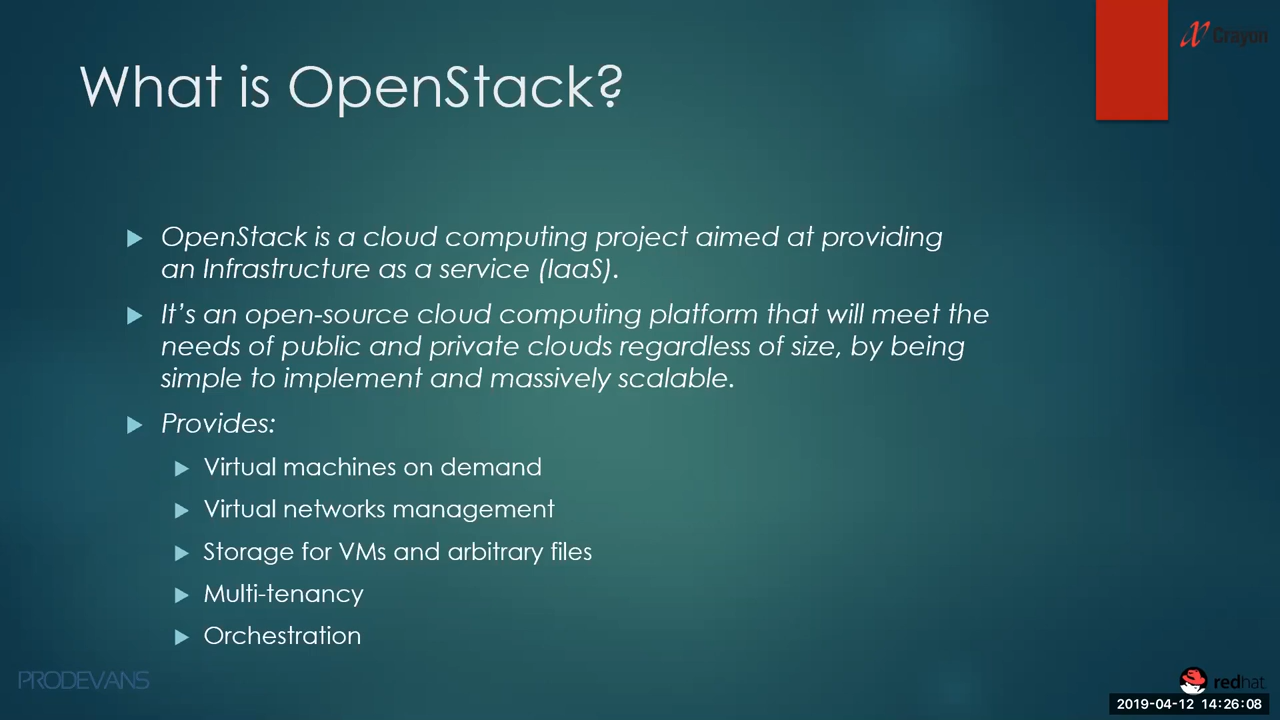 Crayon
What is OpenStack?
OpenStack is a cloud computing project aimed at providing
an Infrastructure as a service (IaaS).
It's an open-source cloud computing platform that will meet the
needs of public and private clouds regardless of size, by being
simple to implement and massively scalable.
Provides:
Virtual machines on demand
Virtual networks management
Storage for VMs and arbitrary files
Multi-tenancy
Orchestration
PRODEVANS
redhat
2019-04-12 14:26:08